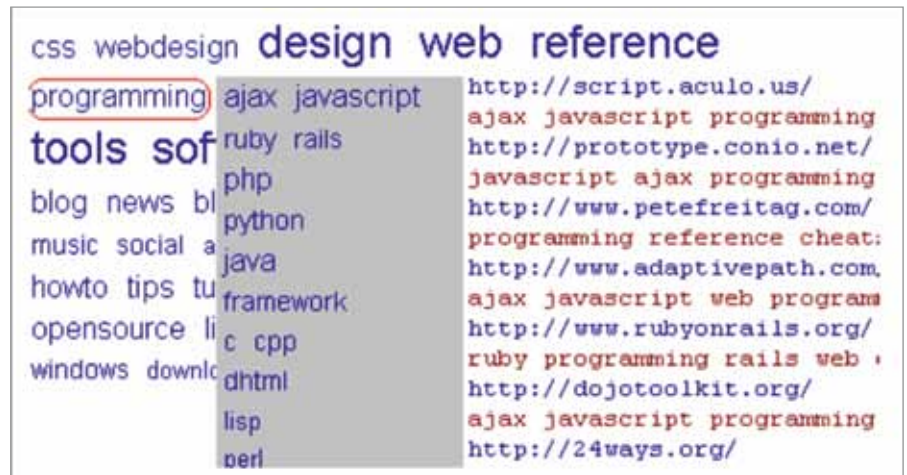 css webdesign design web reference
programming
tools sof
blog news bl
music social a
howto tips tu
opensource li
windows downlo
ajax javascript
ruby rails
php
python
java
framework
c cpp
dhtml
lisp
perl
http://script.aculo.us/
ajax javascript programming
http://prototype.conio.net/
javascript ajax programming
http://www.petefreitag.com/
programming reference cheat
http://www.adaptivepath.com
ajax javascript web programm
http://www.rubyonrails.org/
ruby programming rails web
http://dojotoolkit.org/
ajax javascript programming
http://24ways.org/